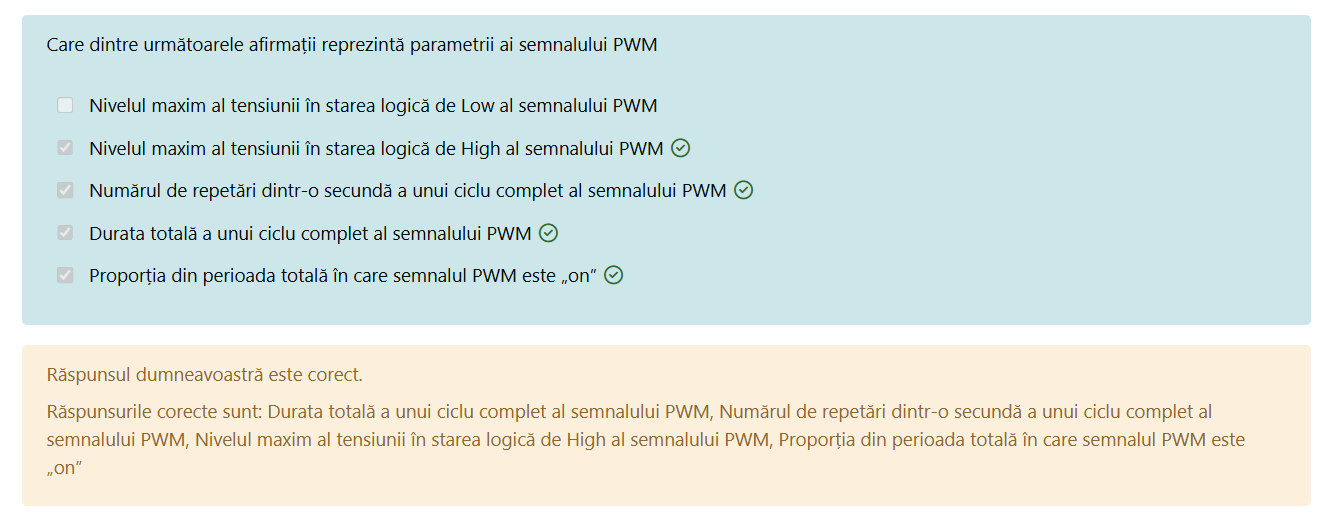 Care dintre următoarele afirmații reprezintă parametrii ai semnalului PWM
Nivelul maxim al tensiunii în starea logică de Low al semnalului PWM
Nivelul maxim al tensiunii în starea logică de High al semnalului PWM
Numărul de repetări dintr-o secundă a unui ciclu complet al semnalului PWM
Durata totală a unui ciclu complet al semnalului PWM
Proporția din perioada totală în care semnalul PWM este „on”
Răspunsul dumneavoastră este corect.
Răspunsurile corecte sunt: Durata totală a unui ciclu complet al semnalului PWM, Numărul de repetări dintr-o secundă a unui ciclu complet al
semnalului PWM, Nivelul maxim al tensiunii în starea logică de High al semnalului PWM, Proporția din perioada totală în care semnalul PWM este
„on”